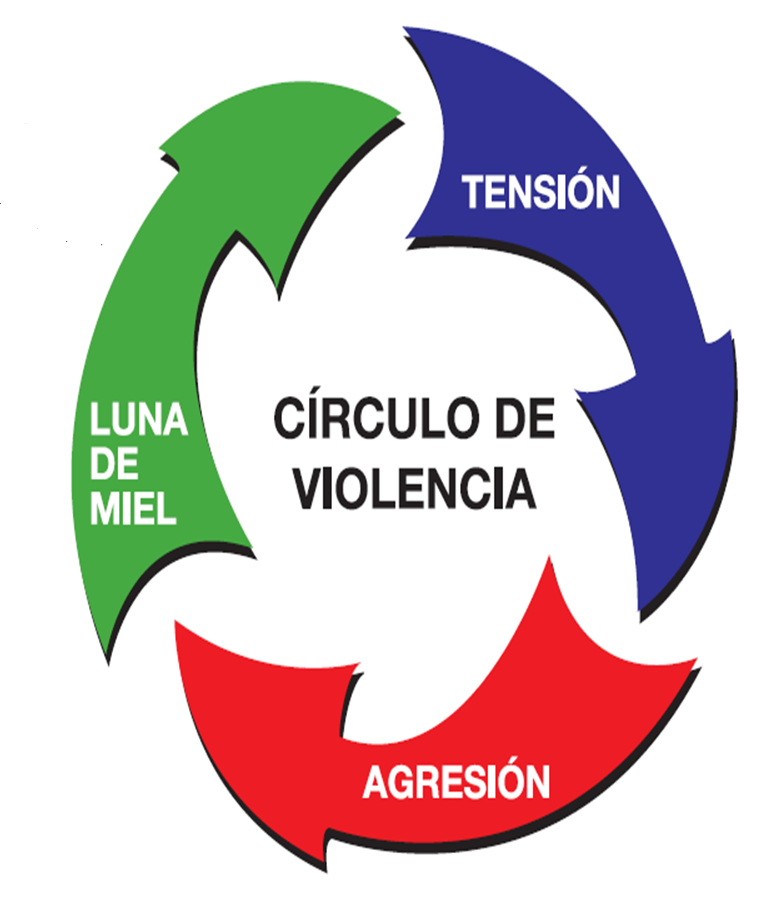 TENSIÓN
LUNA
DE
MIEL
CÍRCULO DE
VIOLENCIA
AGRESIÓN